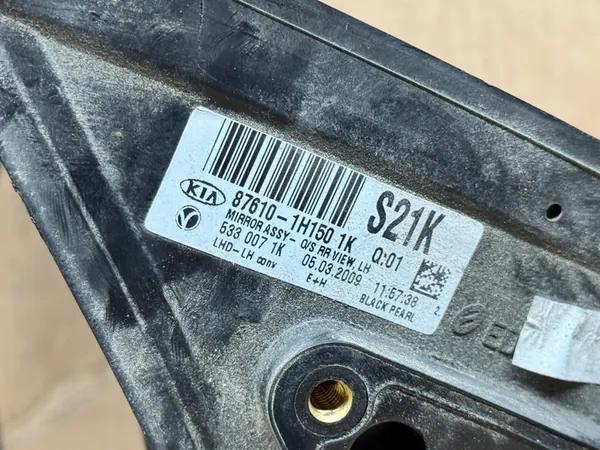 S21K
KIA 87610-1H150 1K Q:01
MIRROR ASSY- O/S RR VIEW, LH
533 007 1K 05.03.2009 11:57:38 2
LHD-LH conv E+H BLACK PEARL